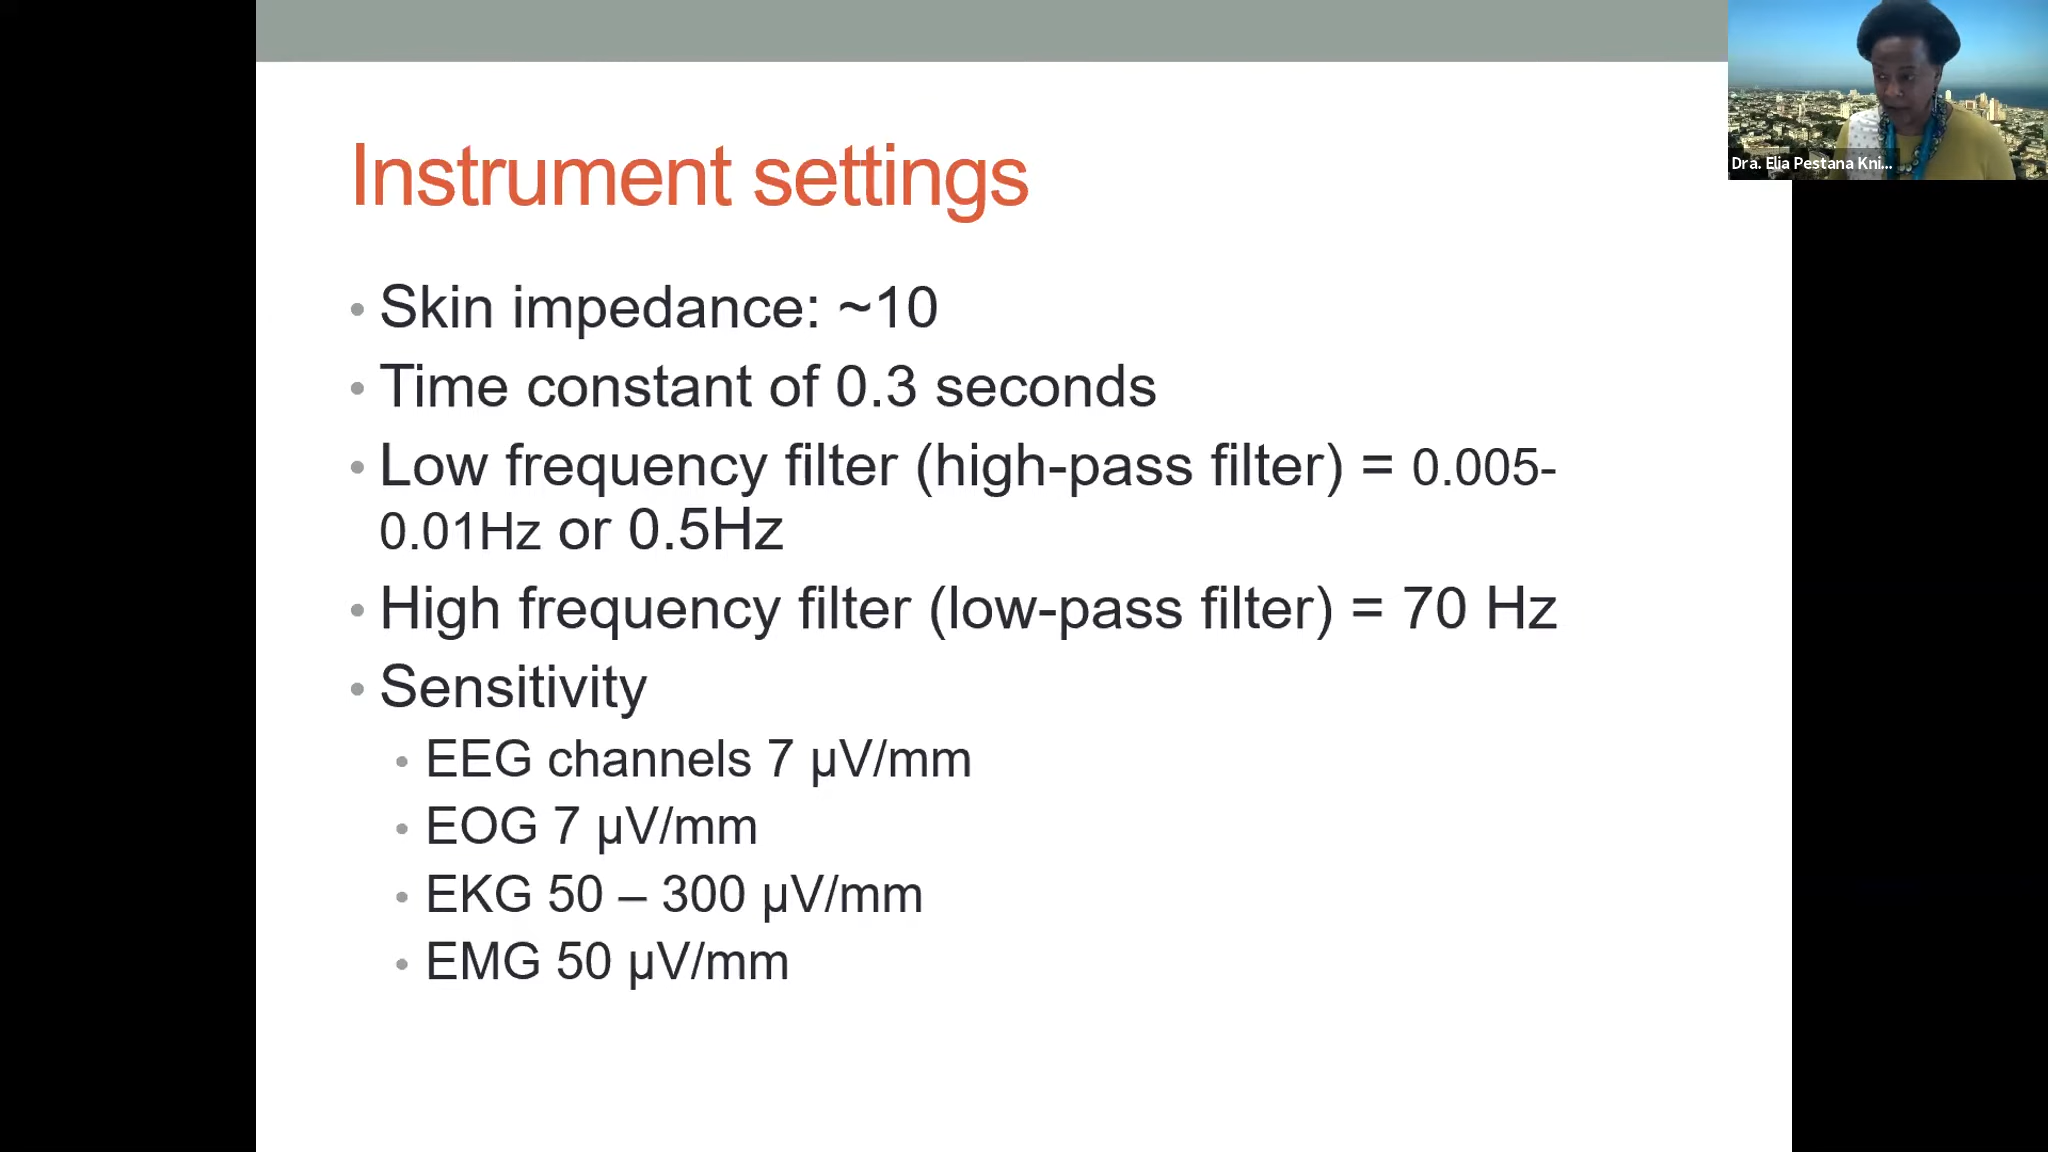 Instrument settings
• Skin impedance: ~10
• Time constant of 0.3 seconds
• Low frequency filter (high-pass filter) = 0.005-
0.01Hz or 0.5Hz
• High frequency filter (low-pass filter) = 70 Hz
• Sensitivity
• EEG channels 7 μV/mm
• EOG 7 μV/mm
• EKG 50 – 300 μV/mm
• EMG 50 μV/mm
Dra. Elia Pestana Kni...